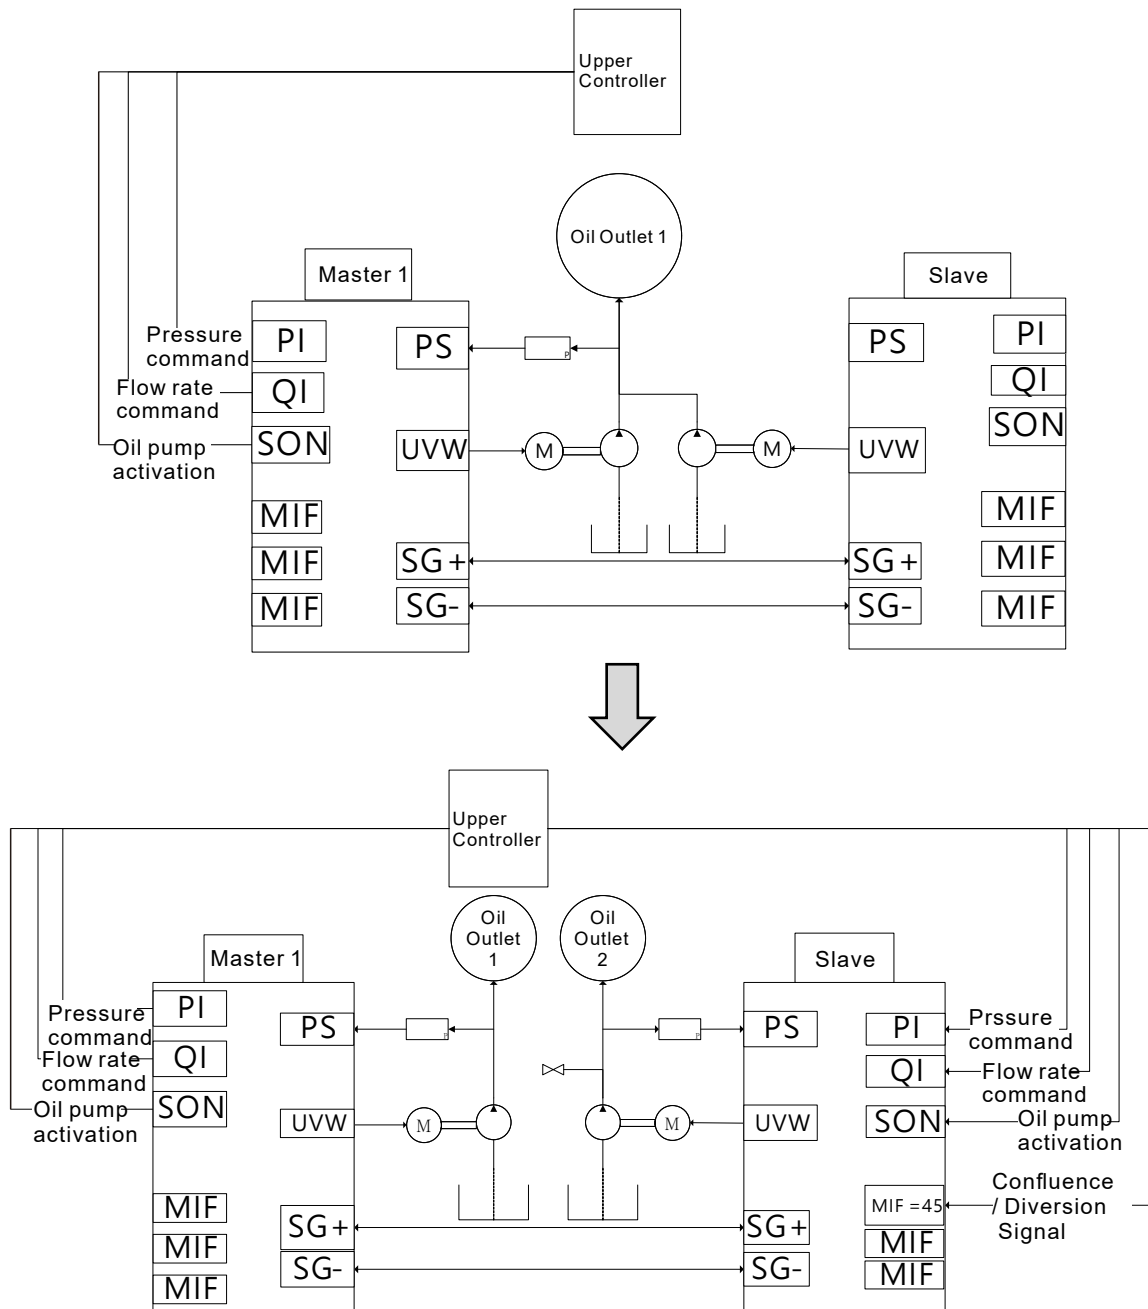 Upper
Controller
Oil Outlet 1
Master 1
Slave
Pressure
command
PI
PS
P
PS
PI
Flow rate
command
QI
QI
Oil pump
activation
SON
UVW
M
M
UVW
SON
MIF
MIF
MIF
SG+
SG+
MIF
MIF
SG-
SG-
MIF
Upper
Controller
Oil
Outlet
1
Oil
Outlet
2
Master 1
Slave
Pressure
command
PI
PS
P
P
PS
PI
Prssure
command
Flow rate
command
QI
QI
Flow rate
command
Oil pump
activation
SON
UVW
M
M
UVW
SON
Oil pump
activation
MIF
MIF =45
Confluence
/ Diversion
Signal
MIF
SG+
SG+
MIF
MIF
SG-
SG-
MIF